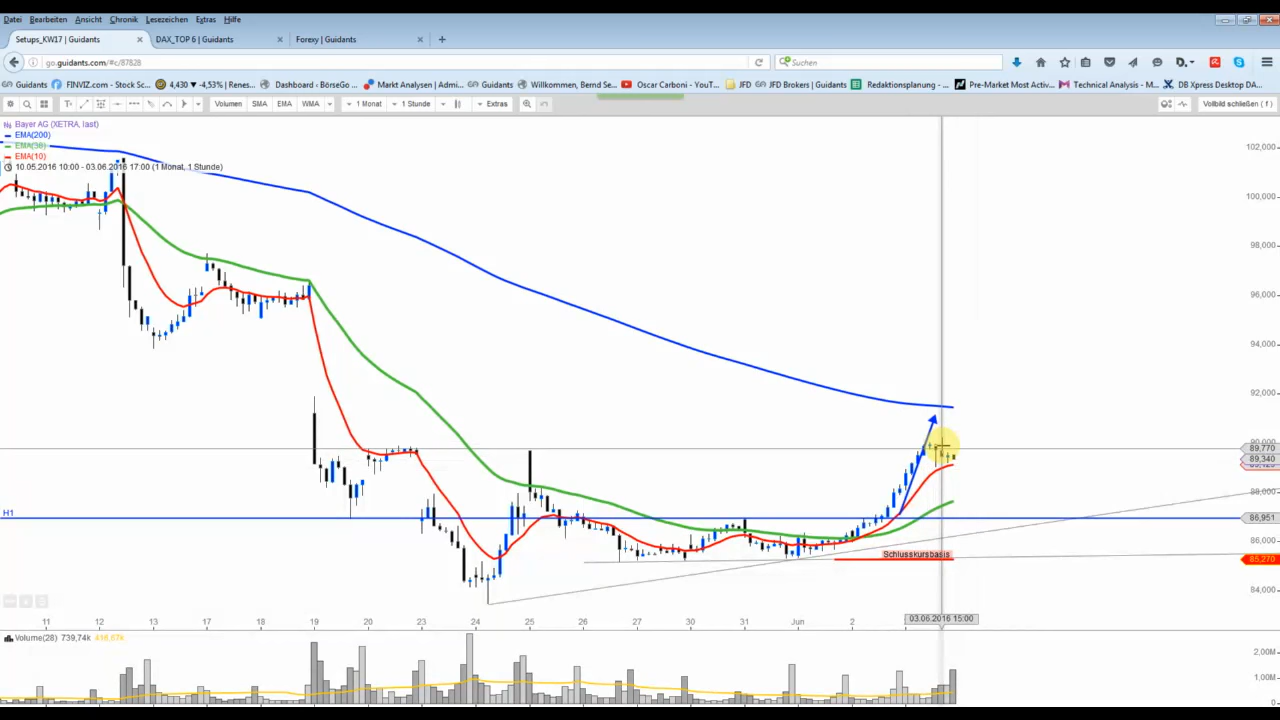 Datei Bearbeiten Ansicht Chronik Lesezeichen Extras Hilfe
Setups_KW17 | Guidants × DAX_TOP 6 | Guidants × Forexy | Guidants × +
go.guidants.com/#c/87828 Suchen
Guidants FINVIZ.com - Stock Sc... 4,430 ▾ -4,53% | Renes... Dashboard - BörseGo ... Markt Analysen | Admi... Guidants Willkommen, Bernd Se... Oscar Carboni - YouT... JFD JFD Brokers | Guidants Redaktionsplanung - ... Pre-Market Most Activ... Technical Analysis - M... DB Xpress Desktop DA...
Volumen SMA EMA WMA 1 Monat 1 Stunde Extras Vollbild schließen ( f )
Bayer AG (XETRA, last)
EMA(200)
EMA(30)
EMA(10)
10.05.2016 10:00 - 03.06.2016 17:00 (1 Monat, 1 Stunde)
102,000
100,000
98,000
96,000
94,000
92,000
90,000
89,770
89,340
88,000
H1
86,951
86,000
Schlusskursbasis
85,270
84,000
11 12 13 16 17 18 19 20 23 24 25 26 27 30 31 Jun 2
03.06.2016 15:00
Volume(28) 739,74k
2,00M
1,00M
0